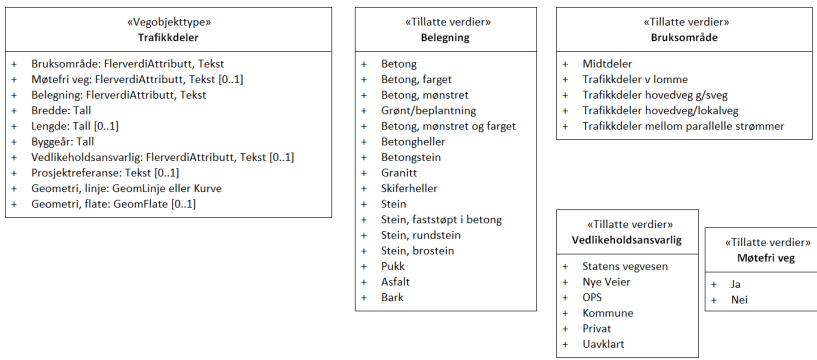 «Vegobjekttype»
Trafikkdeler
+ Bruksområde: FlerverdiAttributt, Tekst
+ Møtefri veg: FlerverdiAttributt, Tekst [0..1]
+ Belegning: FlerverdiAttributt, Tekst
+ Bredde: Tall
+ Lengde: Tall [0..1]
+ Byggeår: Tall
+ Vedlikeholdsansvarlig: FlerverdiAttributt, Tekst [0..1]
+ Prosjektreferanse: Tekst [0..1]
+ Geometri, linje: GeomLinje eller Kurve
+ Geometri, flate: GeomFlate [0..1]
«Tillatte verdier»
Belegning
+ Betong
+ Betong, farget
+ Betong, mønstret
+ Grønt/beplantning
+ Betong, mønstret og farget
+ Betongheller
+ Betongstein
+ Granitt
+ Skiferheller
+ Stein
+ Stein, faststøpt i betong
+ Stein, rundstein
+ Stein, brostein
+ Pukk
+ Asfalt
+ Bark
«Tillatte verdier»
Bruksområde
+ Midtdeler
+ Trafikkdeler v lomme
+ Trafikkdeler hovedveg g/sveg
+ Trafikkdeler hovedveg/lokalveg
+ Trafikkdeler mellom parallelle strømmer
«Tillatte verdier»
Vedlikeholdsansvarlig
+ Statens vegvesen
+ Nye Veier
+ OPS
+ Kommune
+ Privat
+ Uavklart
«Tillatte verdier»
Møtefri veg
+ Ja
+ Nei